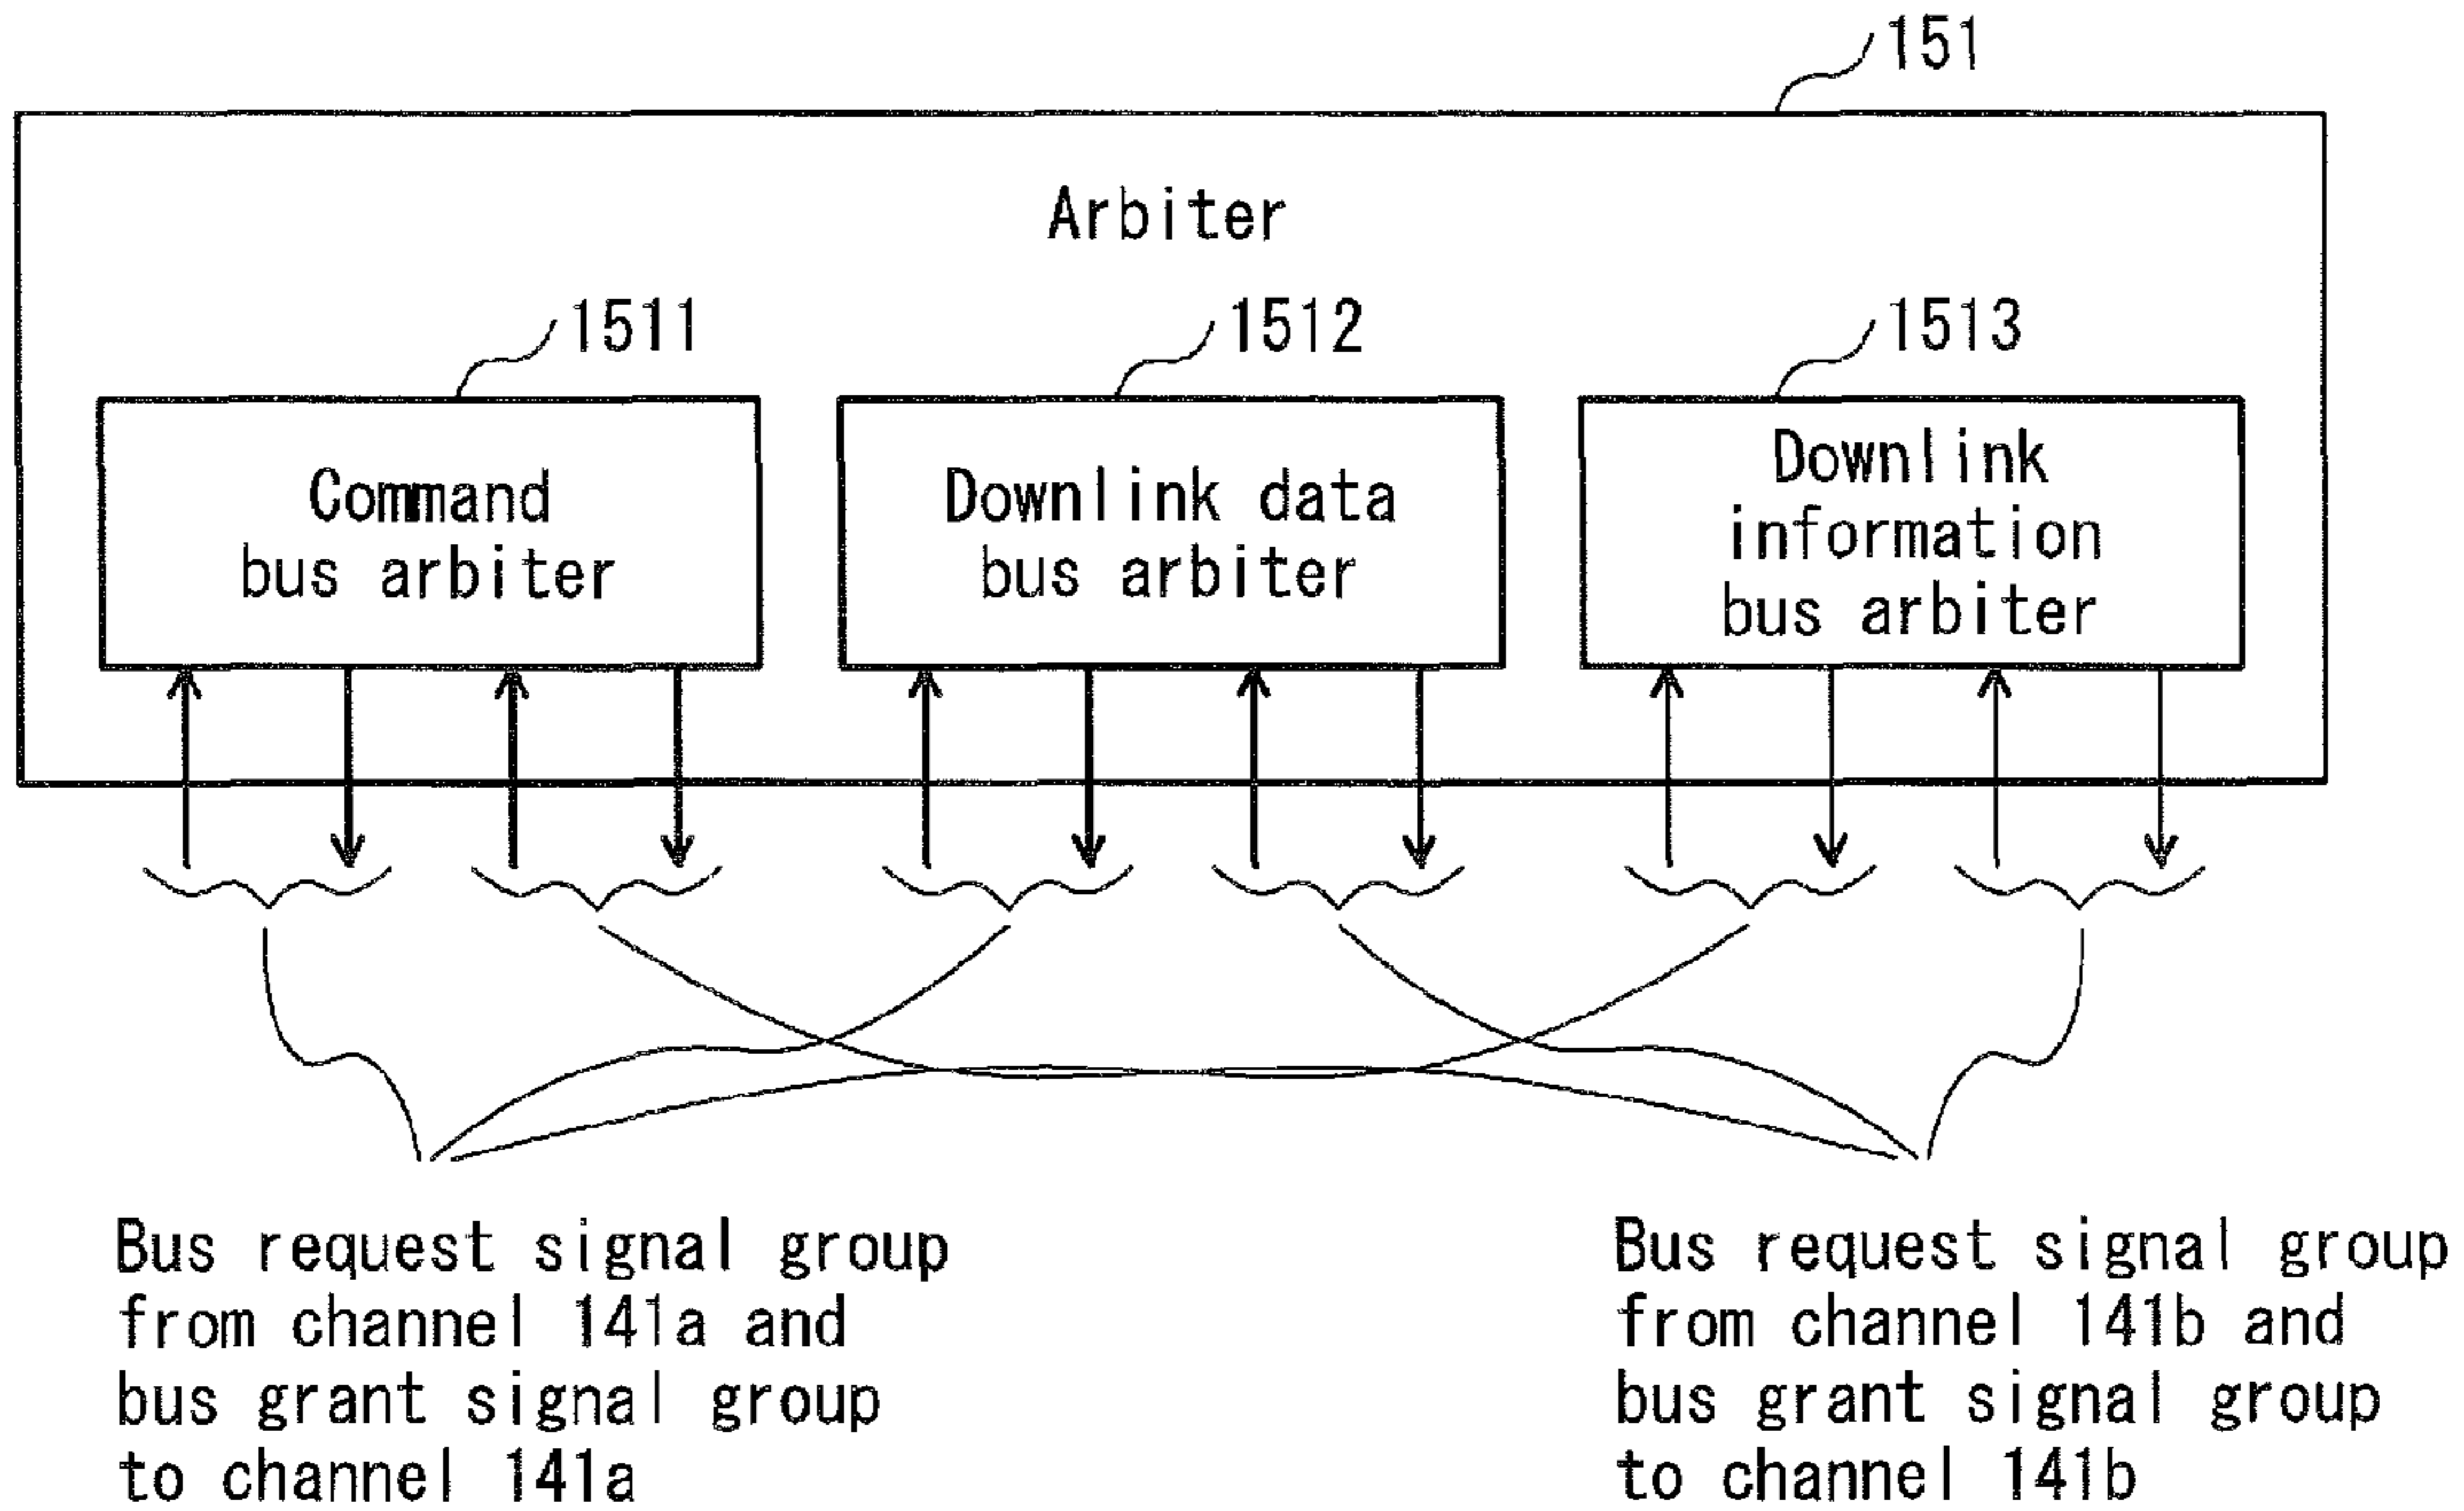 151
Arbiter
1511
1512
1513
Command
bus arbiter
Downlink data
bus arbiter
Downlink
information
bus arbiter
Bus request signal group
from channel 141a and
bus grant signal group
to channel 141a
Bus request signal group
from channel 141b and
bus grant signal group
to channel 141b